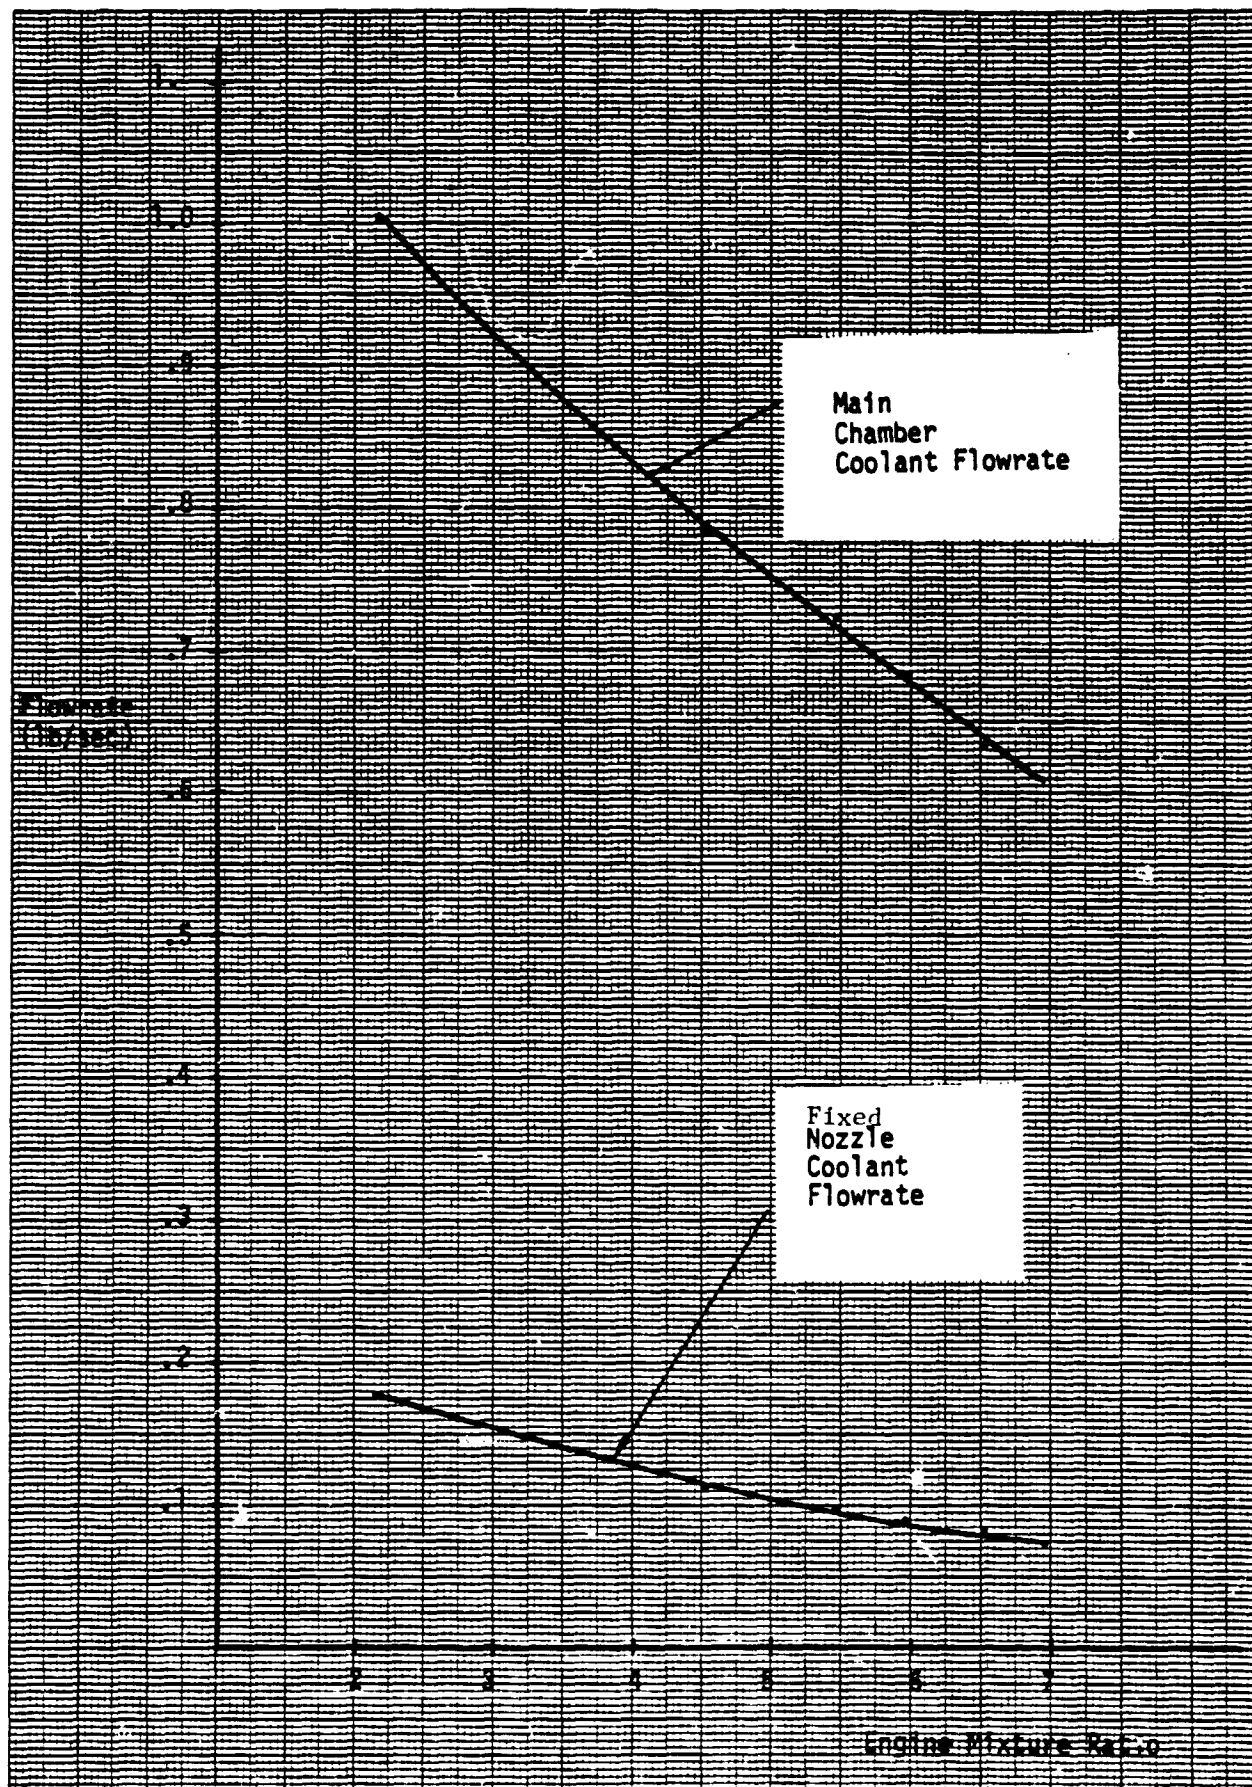 1.
1.0
.9
Main
Chamber
Coolant Flowrate
.8
.7
Flowrate
(lb/sec)
.6
.5
.4
Fixed
Nozzle
Coolant
Flowrate
.3
.2
.1
2 3 4 5 6 7
Engine Mixture Ratio